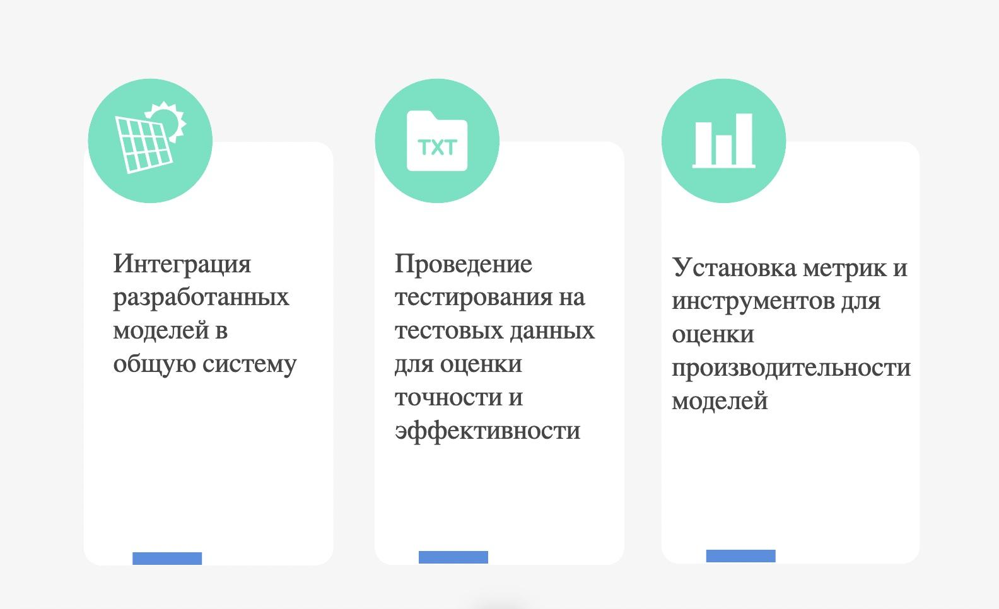 TXT
Интеграция
разработанных
моделей в
общую систему
Проведение
тестирования на
тестовых данных
для оценки
точности и
эффективности
Установка метрик и
инструментов для
оценки
производительности
моделей